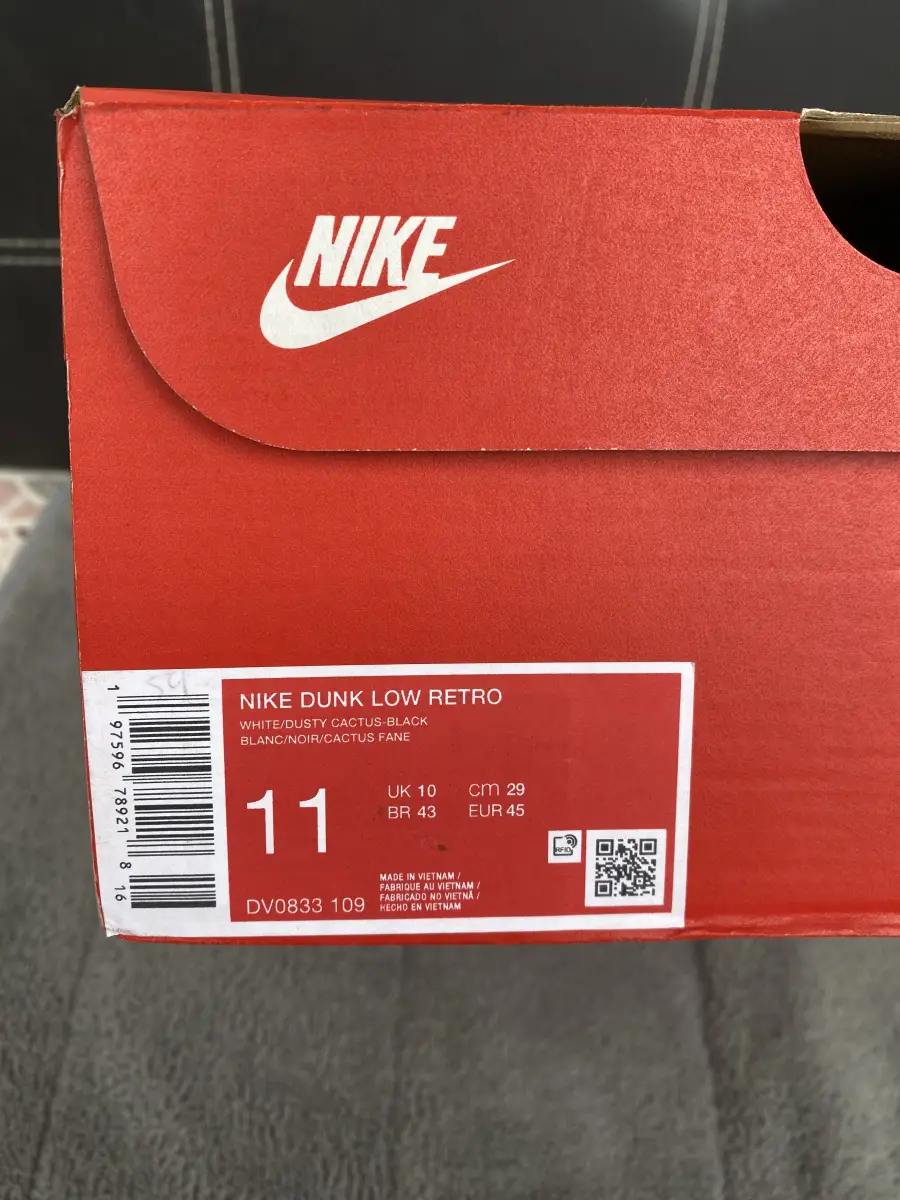 NIKE
NIKE DUNK LOW RETRO
WHITE/DUSTY CACTUS-BLACK
BLANC/NOIR/CACTUS FANE
11
UK 10 cm 29
BR 43 EUR 45
RFID
MADE IN VIETNAM /
FABRIQUE AU VIETNAM /
FABRICADO NO VIETNÃ /
HECHO EN VIETNAM
DV0833 109
1 97596 78921 8 16